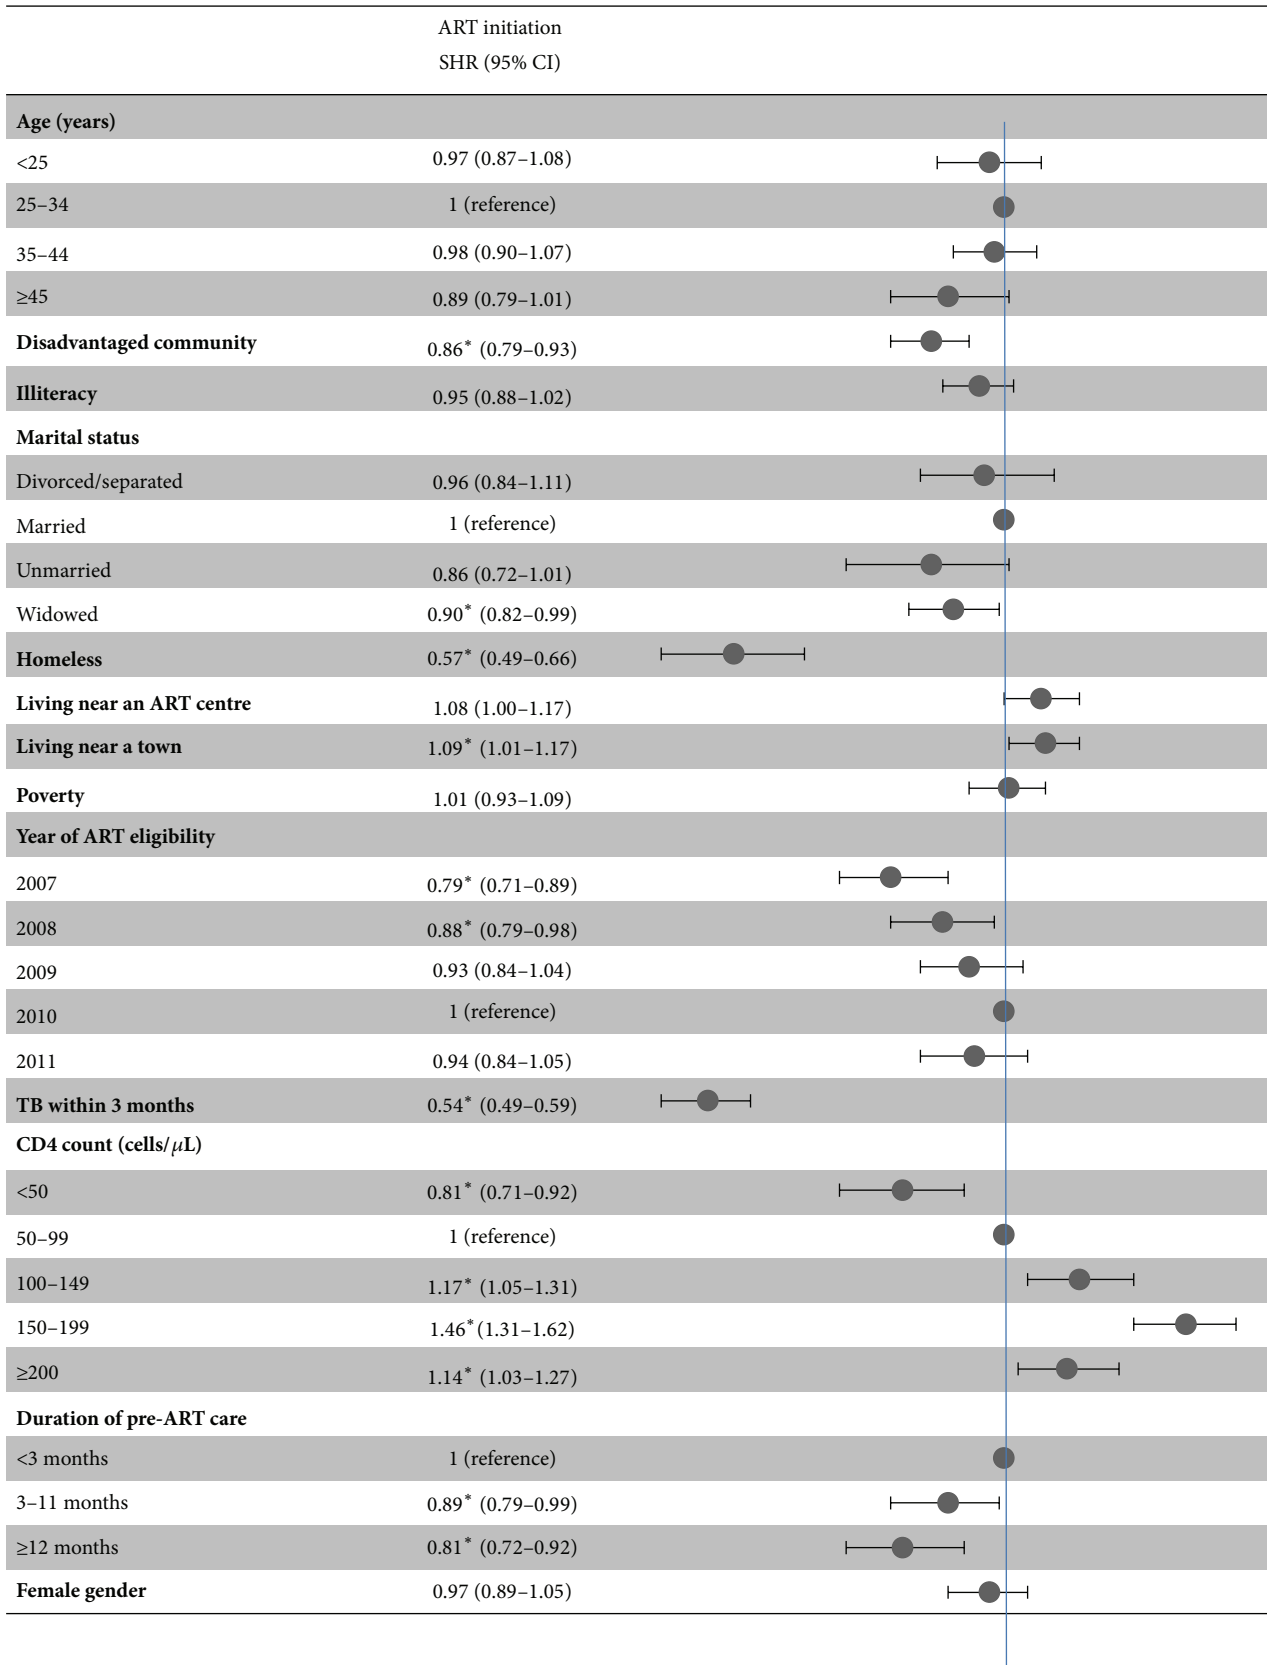 ART initiation
SHR (95% CI)
Age (years)
<25 0.97 (0.87–1.08)
25–34 1 (reference)
35–44 0.98 (0.90–1.07)
≥45 0.89 (0.79–1.01)
Disadvantaged community 0.86* (0.79–0.93)
Illiteracy 0.95 (0.88–1.02)
Marital status
Divorced/separated 0.96 (0.84–1.11)
Married 1 (reference)
Unmarried 0.86 (0.72–1.01)
Widowed 0.90* (0.82–0.99)
Homeless 0.57* (0.49–0.66)
Living near an ART centre 1.08 (1.00–1.17)
Living near a town 1.09* (1.01–1.17)
Poverty 1.01 (0.93–1.09)
Year of ART eligibility
2007 0.79* (0.71–0.89)
2008 0.88* (0.79–0.98)
2009 0.93 (0.84–1.04)
2010 1 (reference)
2011 0.94 (0.84–1.05)
TB within 3 months 0.54* (0.49–0.59)
CD4 count (cells/μL)
<50 0.81* (0.71–0.92)
50–99 1 (reference)
100–149 1.17* (1.05–1.31)
150–199 1.46* (1.31–1.62)
≥200 1.14* (1.03–1.27)
Duration of pre-ART care
<3 months 1 (reference)
3–11 months 0.89* (0.79–0.99)
≥12 months 0.81* (0.72–0.92)
Female gender 0.97 (0.89–1.05)